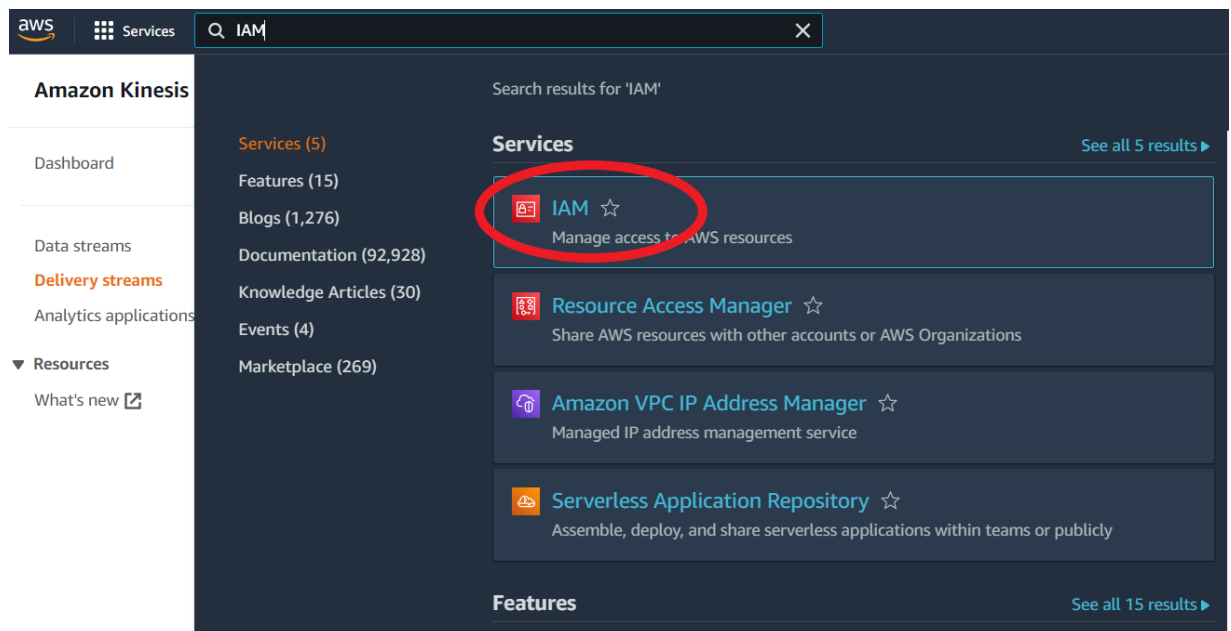 aws
Services
IAM
Amazon Kinesis
Dashboard
Data streams
Delivery streams
Analytics applications
Resources
What's new
Search results for 'IAM'
Services (5)
Features (15)
Blogs (1,276)
Documentation (92,928)
Knowledge Articles (30)
Events (4)
Marketplace (269)
Services
See all 5 results
IAM
Manage access to AWS resources
Resource Access Manager
Share AWS resources with other accounts or AWS Organizations
Amazon VPC IP Address Manager
Managed IP address management service
Serverless Application Repository
Assemble, deploy, and share serverless applications within teams or publicly
Features
See all 15 results